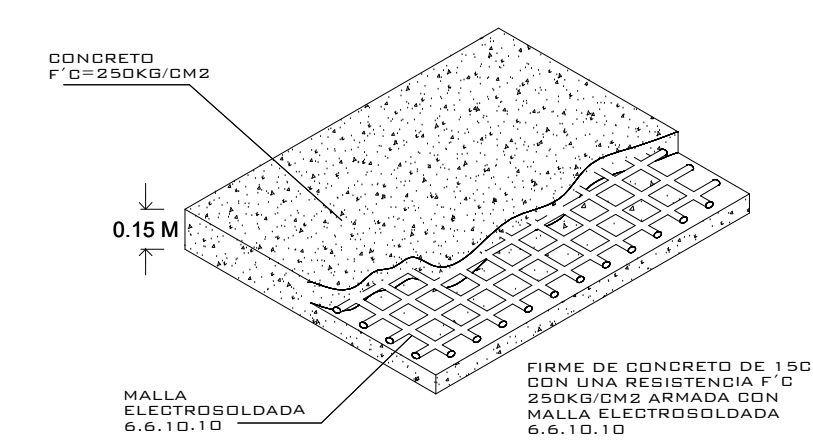 CONCRETO
F´C=250KG/CM2
0.15 M
MALLA
ELECTROSOLDADA
6.6.10.10
FIRME DE CONCRETO DE 15C
CON UNA RESISTENCIA F´C
250KG/CM2 ARMADA CON
MALLA ELECTROSOLDADA
6.6.10.10